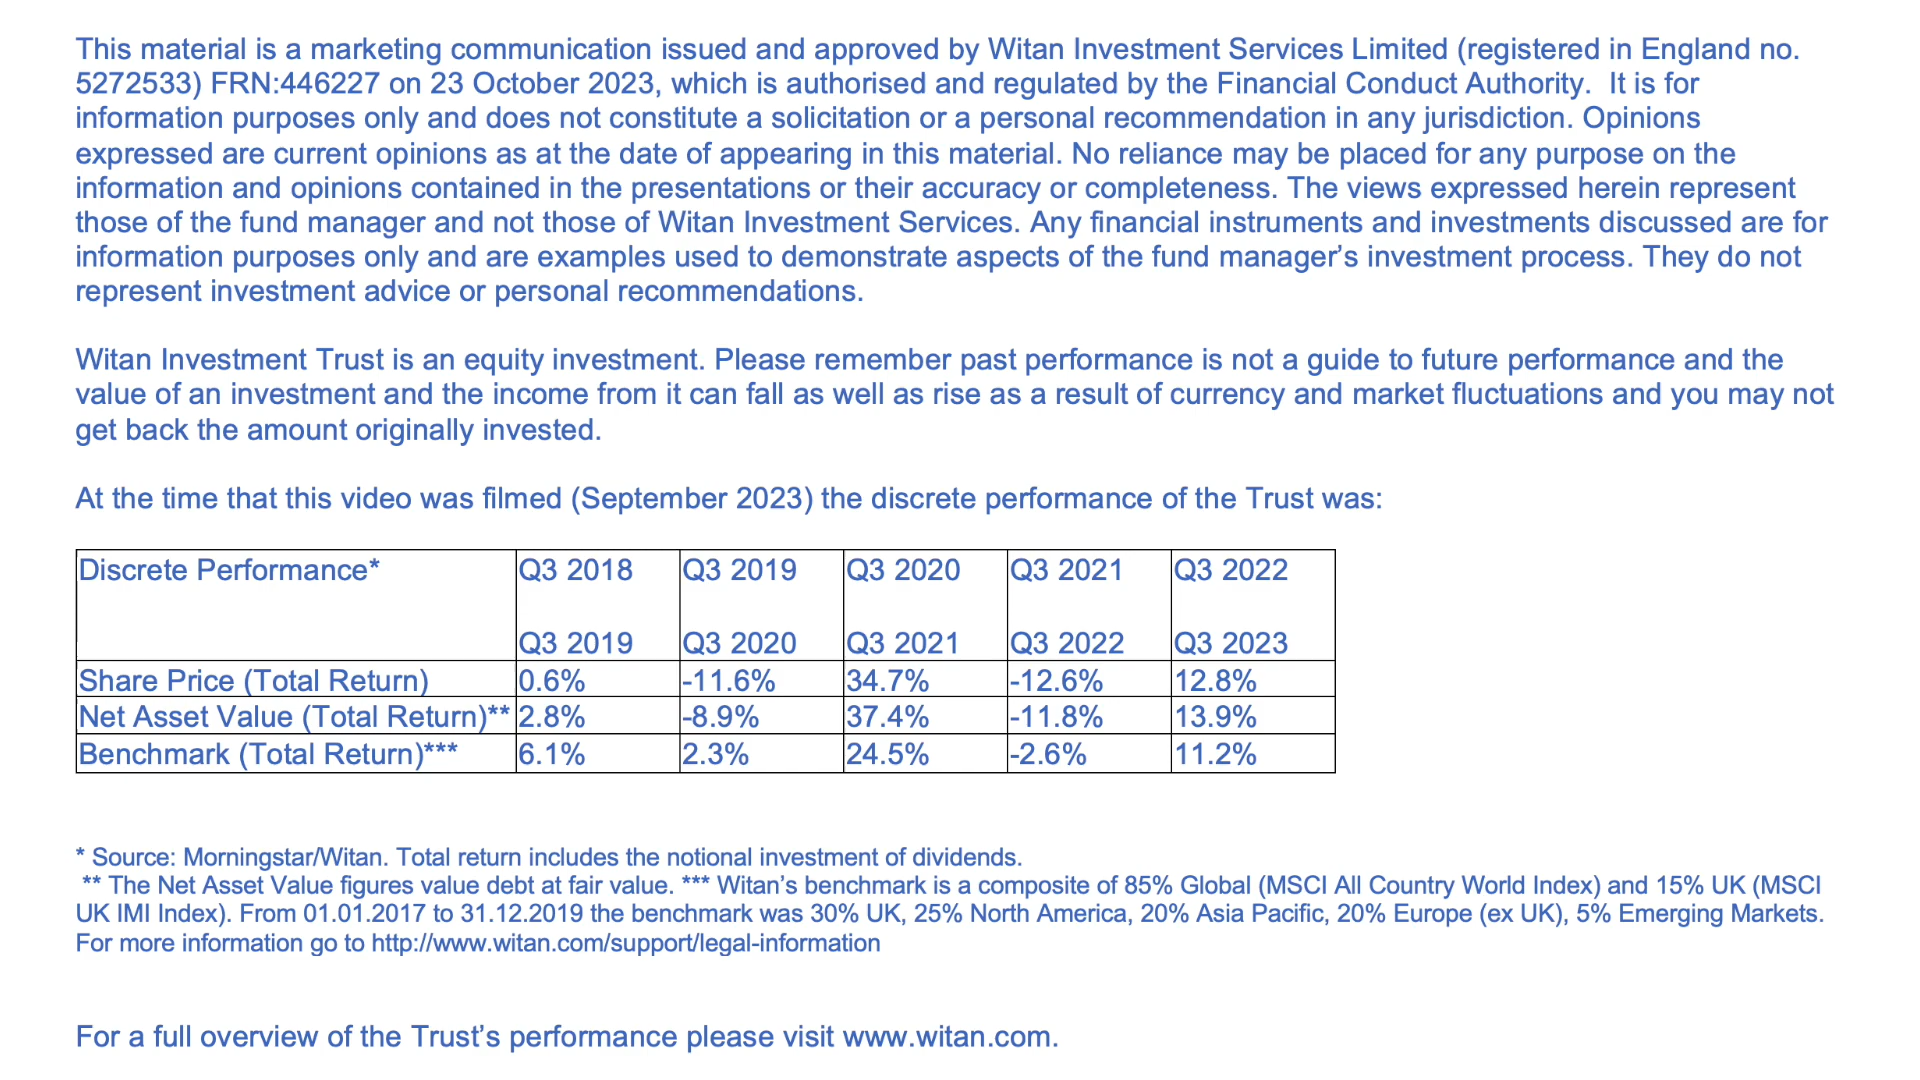 This material is a marketing communication issued and approved by Witan Investment Services Limited (registered in England no.
5272533) FRN:446227 on 23 October 2023, which is authorised and regulated by the Financial Conduct Authority.  It is for
information purposes only and does not constitute a solicitation or a personal recommendation in any jurisdiction. Opinions
expressed are current opinions as at the date of appearing in this material. No reliance may be placed for any purpose on the
information and opinions contained in the presentations or their accuracy or completeness. The views expressed herein represent
those of the fund manager and not those of Witan Investment Services. Any financial instruments and investments discussed are for
information purposes only and are examples used to demonstrate aspects of the fund manager’s investment process. They do not
represent investment advice or personal recommendations.
Witan Investment Trust is an equity investment. Please remember past performance is not a guide to future performance and the
value of an investment and the income from it can fall as well as rise as a result of currency and market fluctuations and you may not
get back the amount originally invested.
At the time that this video was filmed (September 2023) the discrete performance of the Trust was:
Discrete Performance* Q3 2018 Q3 2019 Q3 2020 Q3 2021 Q3 2022
Q3 2019 Q3 2020 Q3 2021 Q3 2022 Q3 2023
Share Price (Total Return) 0.6% -11.6% 34.7% -12.6% 12.8%
Net Asset Value (Total Return)** 2.8% -8.9% 37.4% -11.8% 13.9%
Benchmark (Total Return)*** 6.1% 2.3% 24.5% -2.6% 11.2%
* Source: Morningstar/Witan. Total return includes the notional investment of dividends.
** The Net Asset Value figures value debt at fair value. *** Witan’s benchmark is a composite of 85% Global (MSCI All Country World Index) and 15% UK (MSCI
UK IMI Index). From 01.01.2017 to 31.12.2019 the benchmark was 30% UK, 25% North America, 20% Asia Pacific, 20% Europe (ex UK), 5% Emerging Markets.
For more information go to http://www.witan.com/support/legal-information
For a full overview of the Trust’s performance please visit www.witan.com.